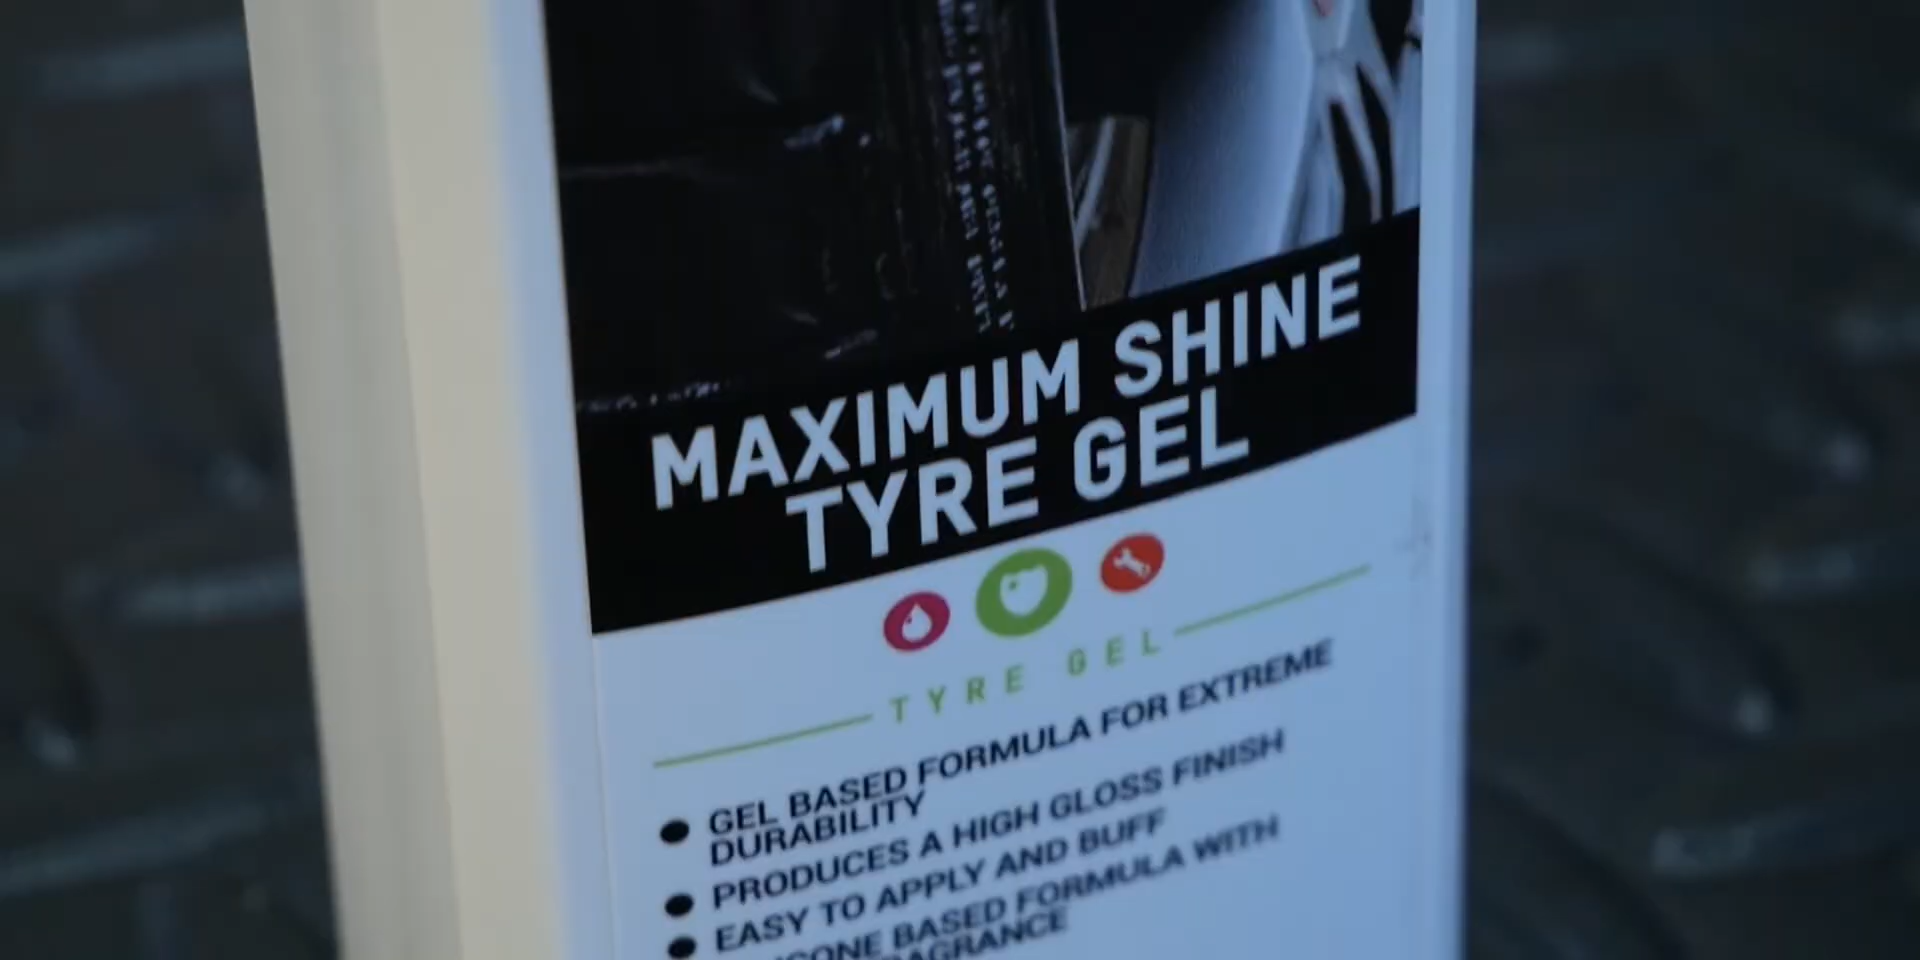 MAXIMUM SHINE
TYRE GEL
TYRE GEL
GEL BASED FORMULA FOR EXTREME
DURABILITY
PRODUCES A HIGH GLOSS FINISH
EASY TO APPLY AND BUFF
BASED FORMULA WITH